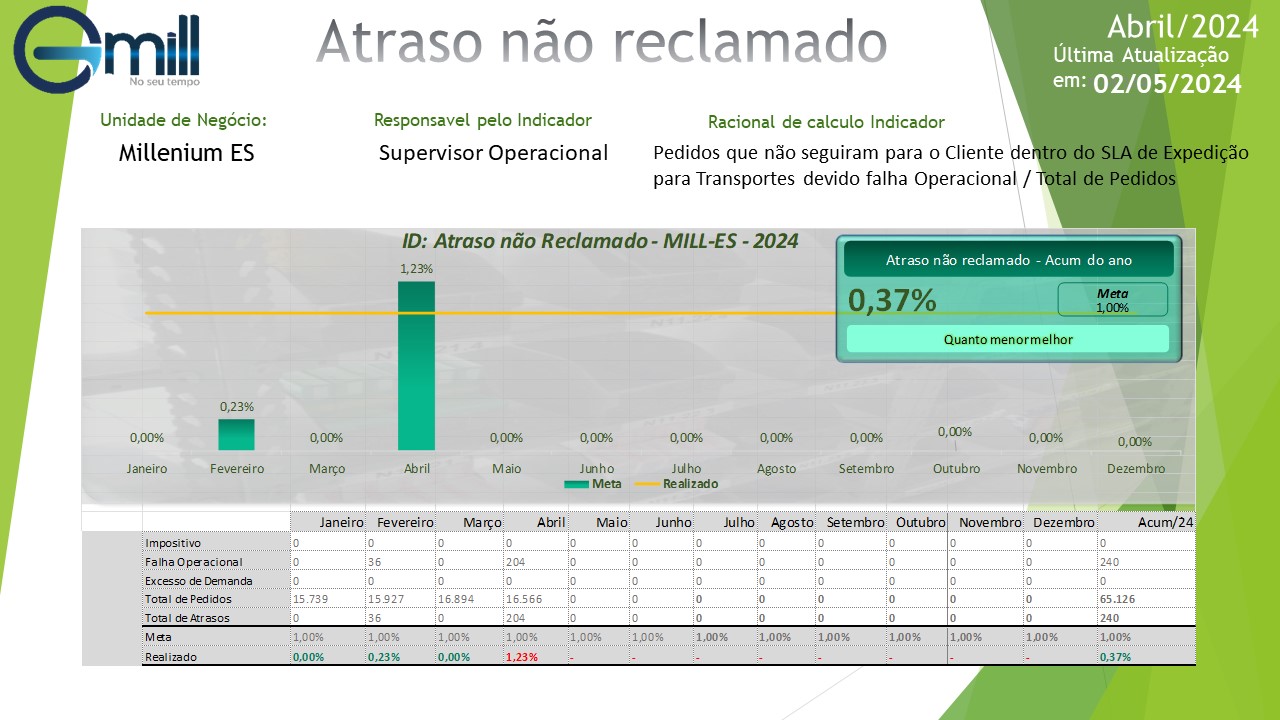 Gmill
No seu tempo
Atraso não reclamado
Abril/2024
Última Atualização
em: 02/05/2024
Unidade de Negócio:
Millenium ES
Responsavel pelo Indicador
Supervisor Operacional
Racional de calculo Indicador
Pedidos que não seguiram para o Cliente dentro do SLA de Expedição
para Transportes devido falha Operacional / Total de Pedidos
ID: Atraso não Reclamado - MILL-ES - 2024
Atraso não reclamado - Acum do ano
0,37%
Meta
1,00%
Quanto menor melhor
0,00% 0,23% 0,00% 1,23% 0,00% 0,00% 0,00% 0,00% 0,00% 0,00% 0,00% 0,00%
Janeiro Fevereiro Março Abril Maio Junho Julho Agosto Setembro Outubro Novembro Dezembro
Meta Realizado
Janeiro Fevereiro Março Abril Maio Junho Julho Agosto Setembro Outubro Novembro Dezembro Acum/24
Impositivo 0 0 0 0 0 0 0 0 0 0 0 0 0
Falha Operacional 0 36 0 204 0 0 0 0 0 0 0 0 240
Excesso de Demanda 0 0 0 0 0 0 0 0 0 0 0 0 0
Total de Pedidos 15.739 15.927 16.894 16.566 0 0 0 0 0 0 0 0 65.126
Total de Atrasos 0 36 0 204 0 0 0 0 0 0 0 0 240
Meta 1,00% 1,00% 1,00% 1,00% 1,00% 1,00% 1,00% 1,00% 1,00% 1,00% 1,00% 1,00% 1,00%
Realizado 0,00% 0,23% 0,00% 1,23% - - - - - - - - 0,37%